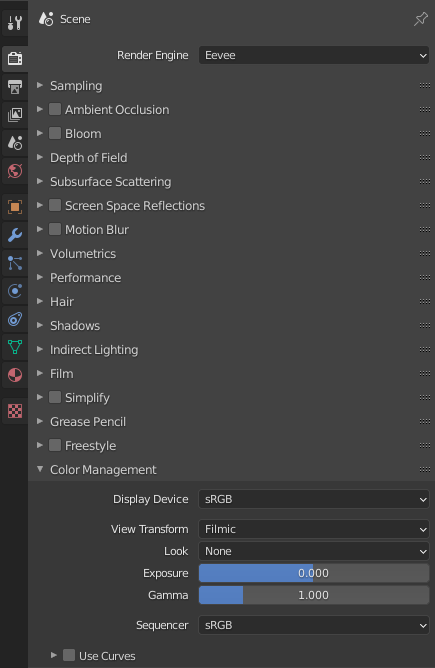 Scene
Render Engine Eevee
Sampling
Ambient Occlusion
Bloom
Depth of Field
Subsurface Scattering
Screen Space Reflections
Motion Blur
Volumetrics
Performance
Hair
Shadows
Indirect Lighting
Film
Simplify
Grease Pencil
Freestyle
Color Management
Display Device sRGB
View Transform Filmic
Look None
Exposure 0.000
Gamma 1.000
Sequencer sRGB
Use Curves